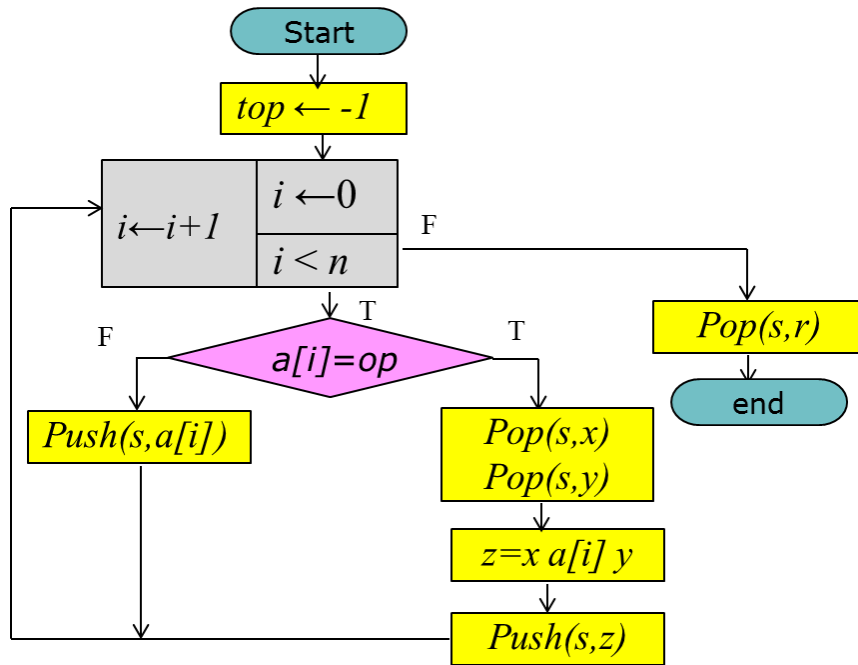 Start
top ← -1
i←i+1
i ←0
i < n
F
T
F
a[i]=op
T
Pop(s,r)
end
Push(s,a[i])
Pop(s,x)
Pop(s,y)
z=x a[i] y
Push(s,z)